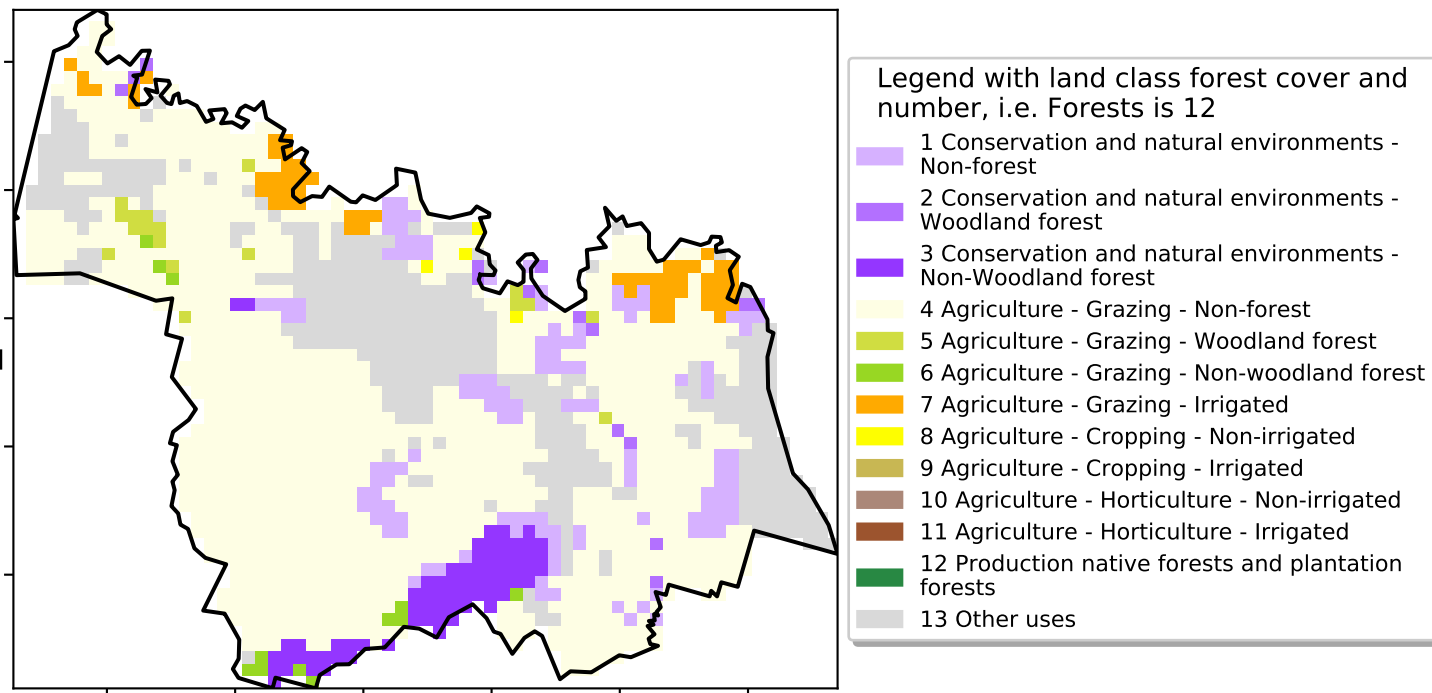 Legend with land class forest cover and
number, i.e. Forests is 12
1 Conservation and natural environments -
Non-forest
2 Conservation and natural environments -
Woodland forest
3 Conservation and natural environments -
Non-Woodland forest
4 Agriculture - Grazing - Non-forest
5 Agriculture - Grazing - Woodland forest
6 Agriculture - Grazing - Non-woodland forest
7 Agriculture - Grazing - Irrigated
8 Agriculture - Cropping - Non-irrigated
9 Agriculture - Cropping - Irrigated
10 Agriculture - Horticulture - Non-irrigated
11 Agriculture - Horticulture - Irrigated
12 Production native forests and plantation
forests
13 Other uses